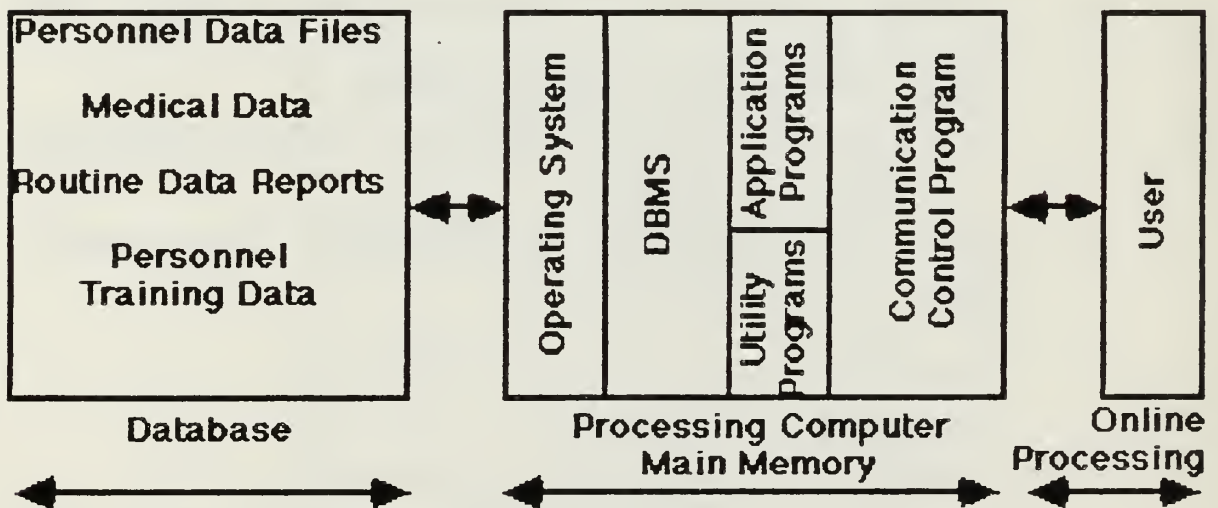 Personnel Data Files
Medical Data
Routine Data Reports
Personnel
Training Data
Operating System
DBMS
Application
Programs
Utility
Programs
Communication
Control Program
User
Database
Processing Computer
Main Memory
Online
Processing